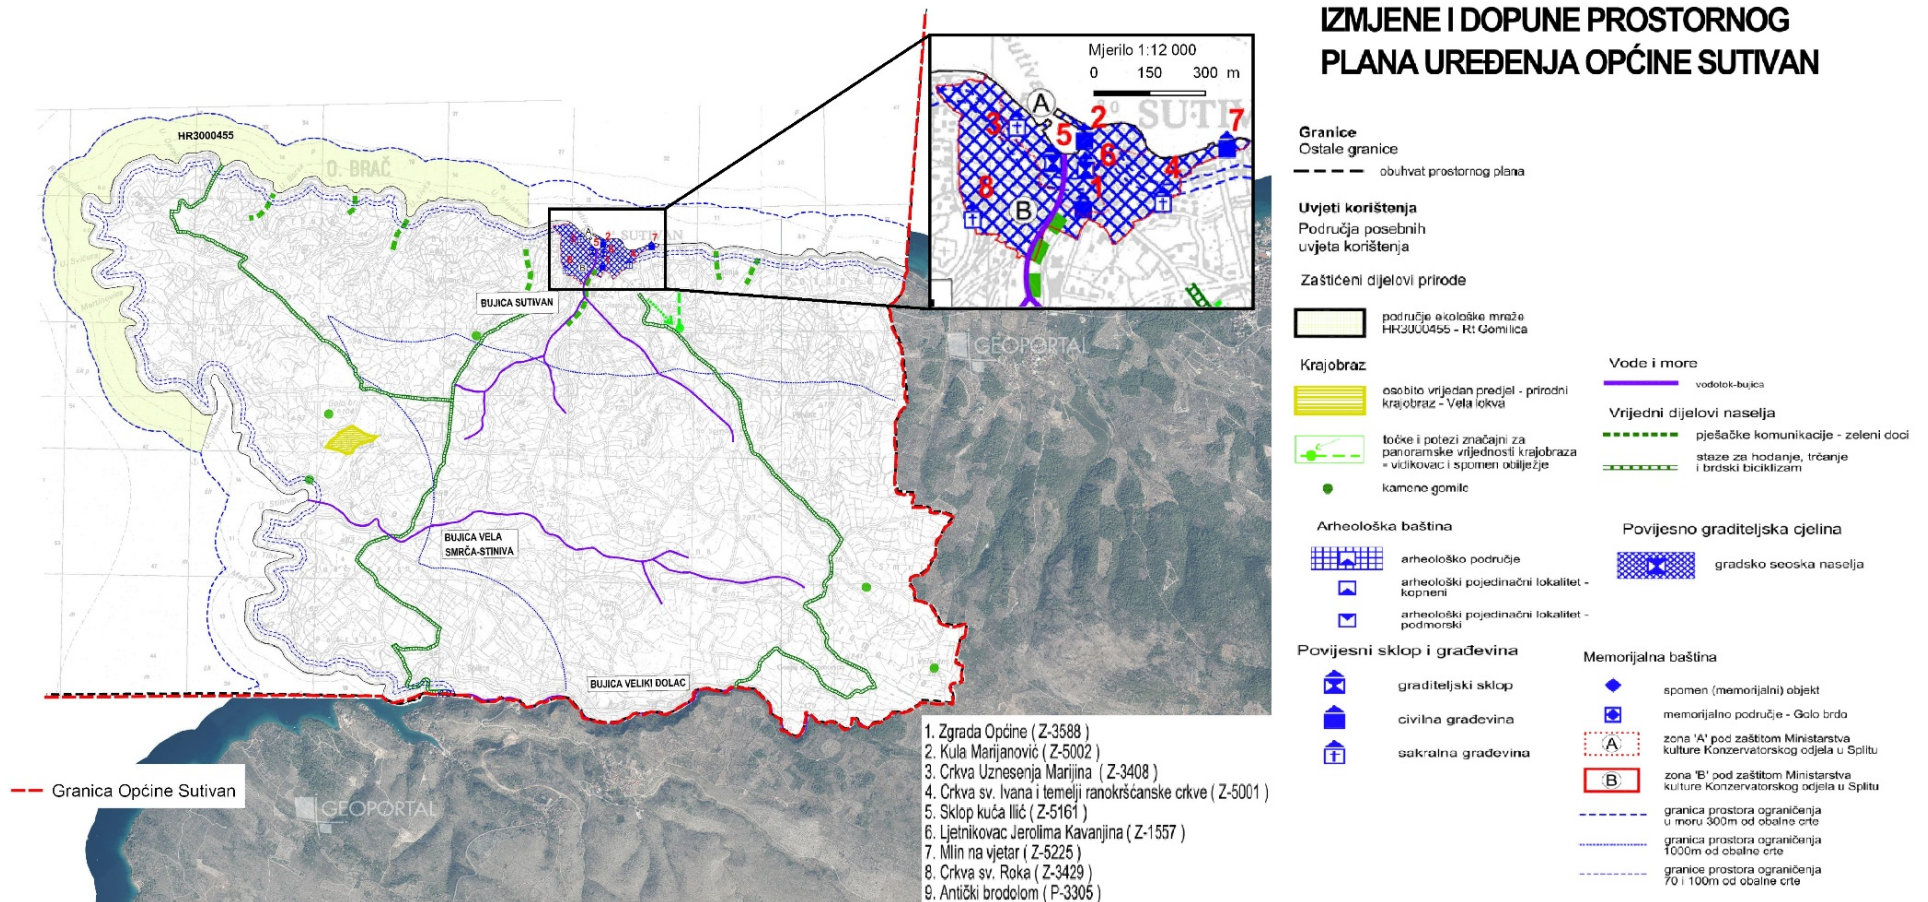 IZMJENE I DOPUNE PROSTORNOG
PLANA UREĐENJA OPĆINE SUTIVAN
Mjerilo 1:12 000
0 150 300 m
SUTIV
A
2
7
3
5
6
4
8
1
B
HR3000455
O. BRAČ
SUTIVAN
BUJICA SUTIVAN
BUJICA VELA
SMRČA-STINIVA
BUJICA VELIKI DOLAC
GEOPORTAL
GEOPORTAL
Granica Općine Sutivan
1. Zgrada Općine ( Z-3588 )
2. Kula Marijanović ( Z-5002 )
3. Crkva Uznesenja Marijina ( Z-3408 )
4. Crkva sv. Ivana i temelji ranokršćanske crkve ( Z-5001 )
5. Sklop kuća Ilić ( Z-5161 )
6. Ljetnikovac Jerolima Kavanjina ( Z-1557 )
7. Mlin na vjetar ( Z-5225 )
8. Crkva sv. Roka ( Z-3429 )
9. Antički brodolom ( P-3305 )
Granice
Ostale granice
obuhvat prostornog plana
Uvjeti korištenja
Područja posebnih
uvjeta korištenja
Zaštićeni dijelovi prirode
područje ekološke mreže
HR3000455 - Rt Gomilica
Krajobraz
osobito vrijedan predjel - prirodni
krajobraz - Vela lokva
točke i potezi značajni za
panoramske vrijednosti krajobraza
- vidikovac i spomen obilježje
kamene gomile
Vode i more
vodotok-bujica
Vrijedni dijelovi naselja
pješačke komunikacije - zeleni doci
staze za hodanje, trčanje
i brdski biciklizam
Arheološka baština
arheološko područje
arheološki pojedinačni lokalitet -
kopneni
arheološki pojedinačni lokalitet -
podmorski
Povijesno graditeljska cjelina
gradsko seoska naselja
Povijesni sklop i građevina
graditeljski sklop
civilna građevina
sakralna građevina
Memorijalna baština
spomen (memorijalni) objekt
memorijalno područje - Golo brdo
A
zona 'A' pod zaštitom Ministarstva
kulture Konzervatorskog odjela u Splitu
B
zona 'B' pod zaštitom Ministarstva
kulture Konzervatorskog odjela u Splitu
granica prostora ograničenja
u moru 300m od obalne crte
granica prostora ograničenja
1000m od obalne crte
granice prostora ograničenja
70 i 100m od obalne crte